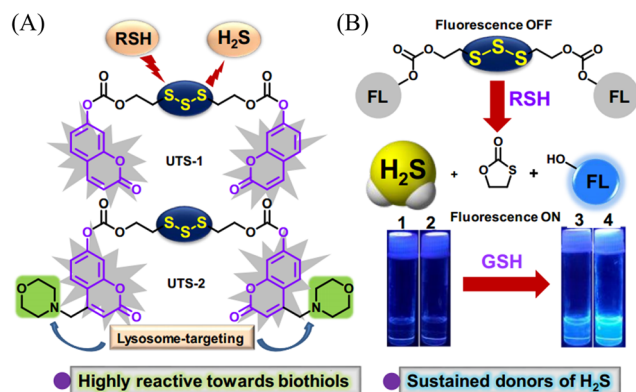 (A)
RSH
H₂S
S S S
O O O O
O O
UTS-1
O O O O
S S S
O O O O
O O
UTS-2
O O O O
O N
N O
Lysosome-targeting
(B)
Fluorescence OFF
O O
O O O O
S S S
FL
FL
RSH
H₂S
+
O
O S
+
HO
FL
Fluorescence ON
1 2
3 4
GSH
Highly reactive towards biothiols
Sustained donors of H₂S